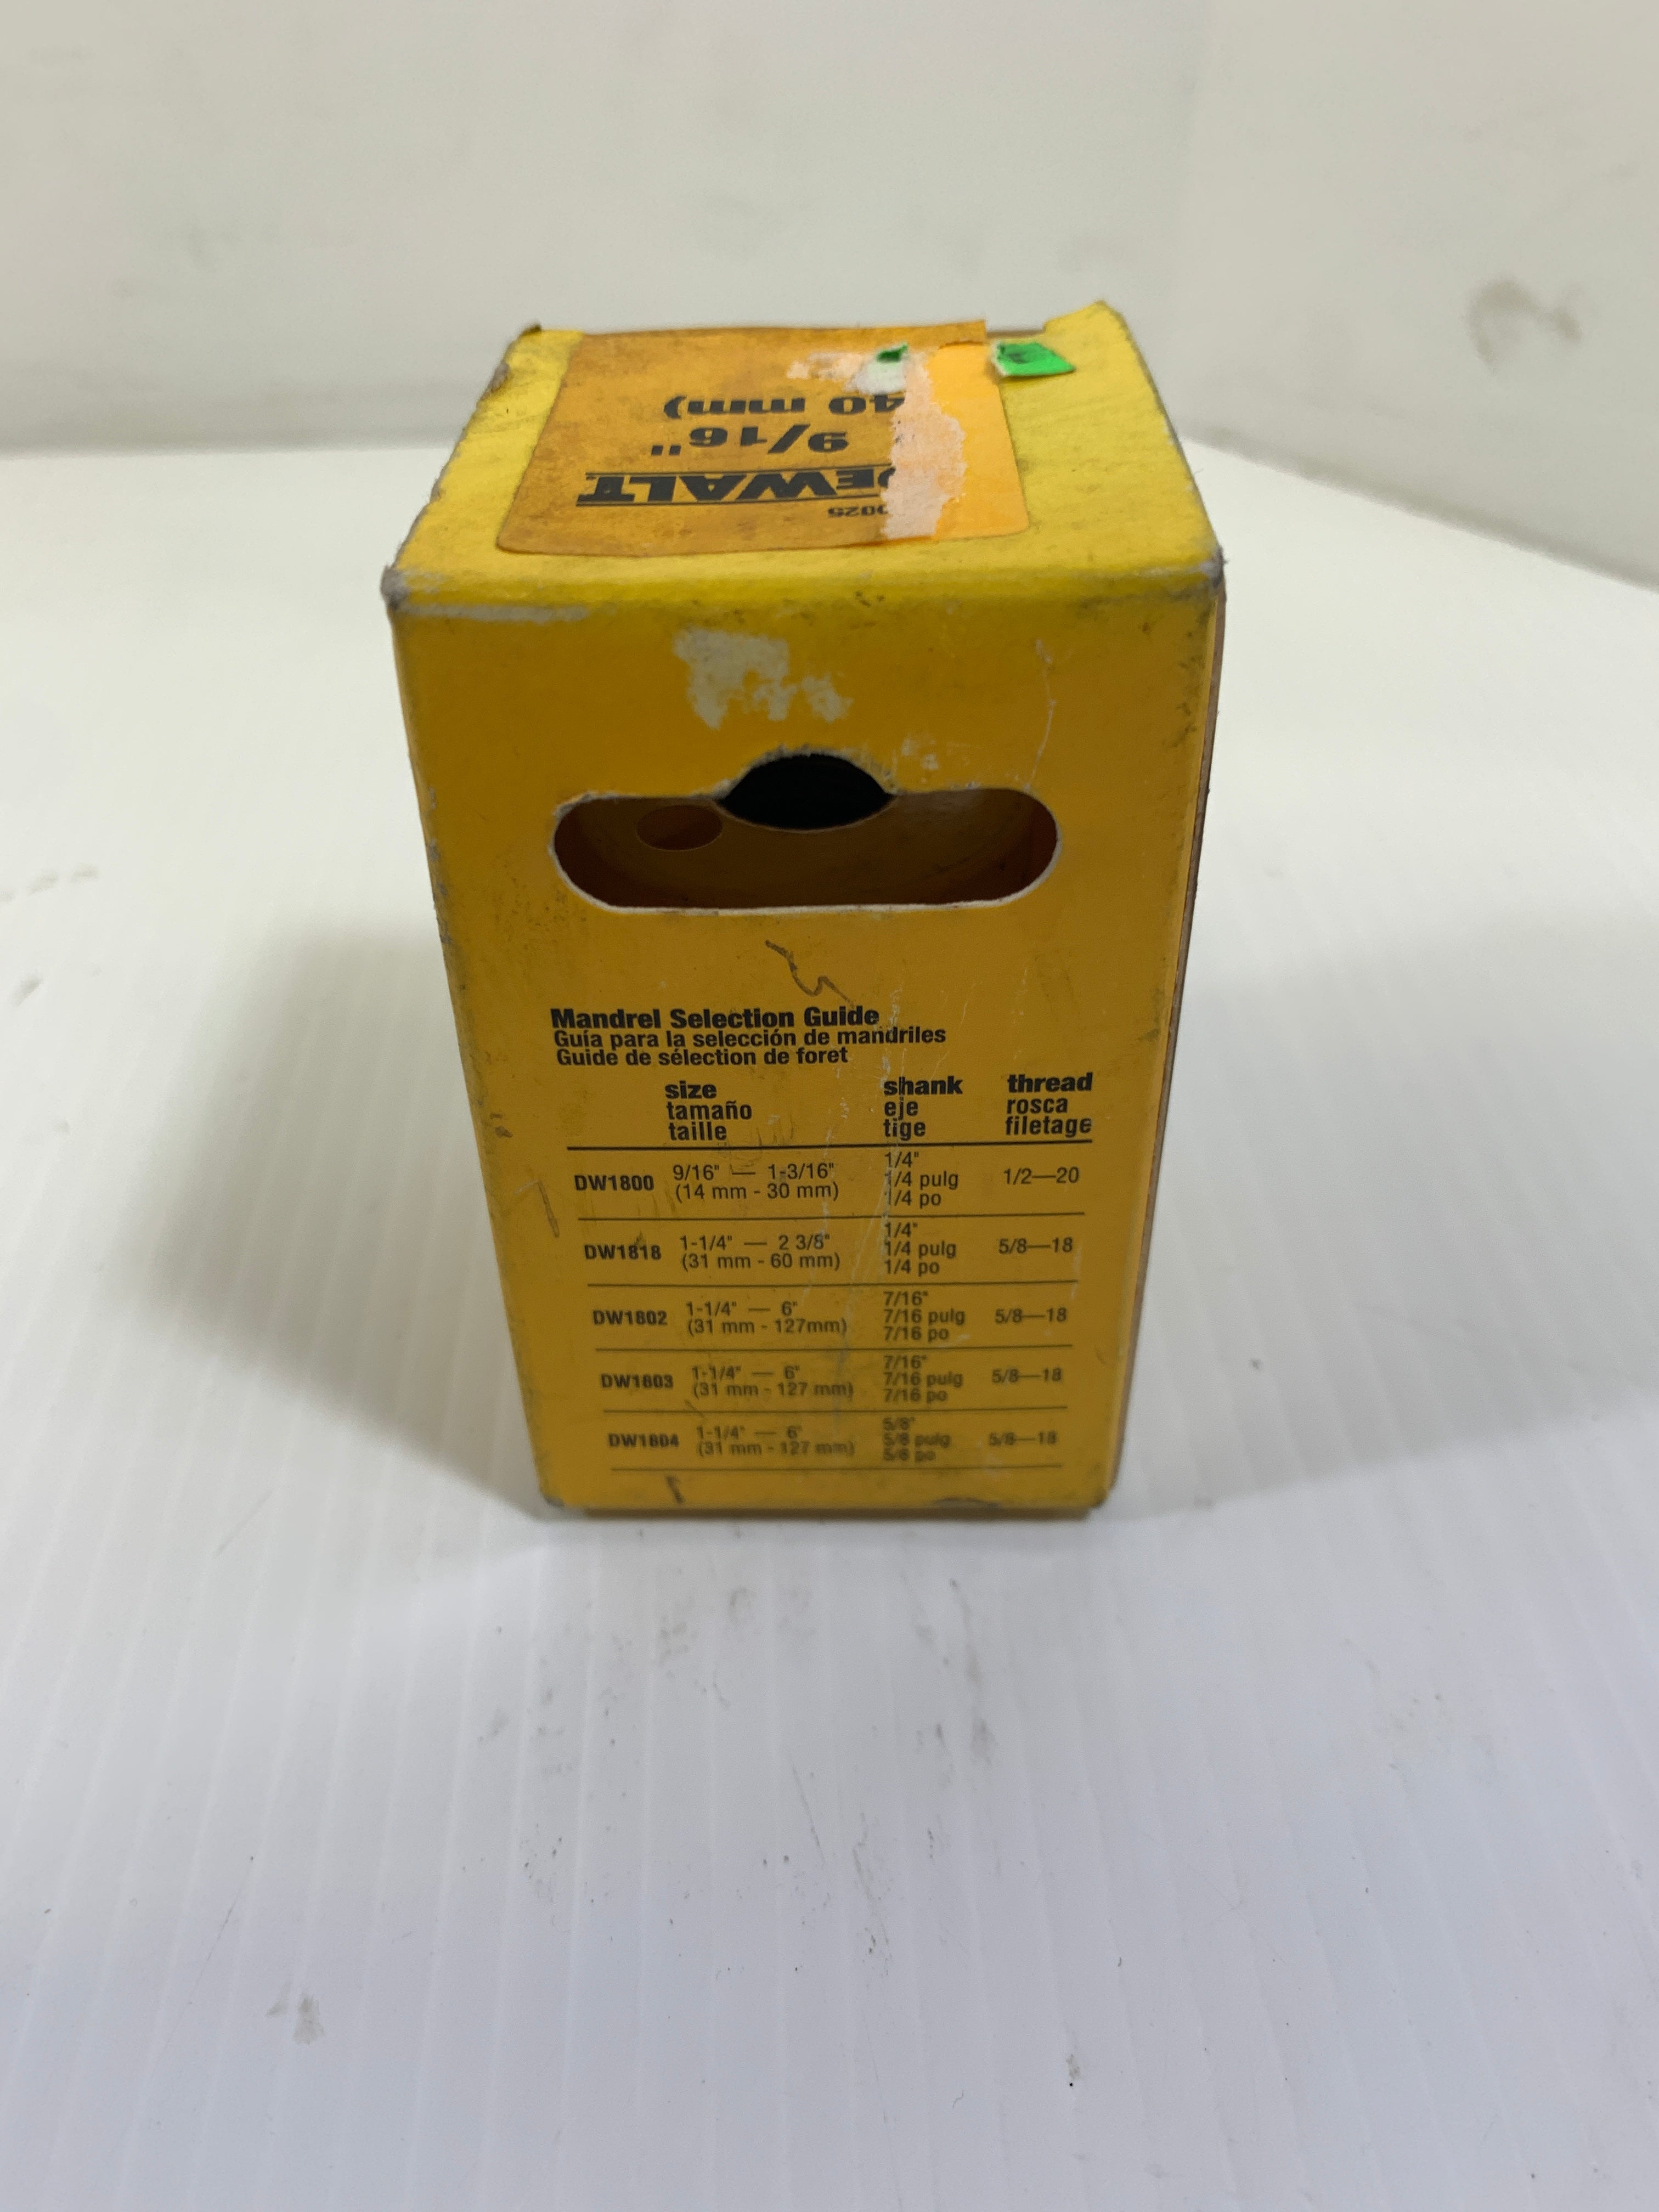 0025
DEWALT
9/16"
40 mm)
Mandrel Selection Guide
Guía para la selección de mandriles
Guide de sélection de foret
size shank thread
tamaño eje rosca
taille tige filetage
DW1800 9/16" — 1-3/16" 1/4" 1/2—20
(14 mm - 30 mm) 1/4 pulg
1/4 po
DW1818 1-1/4" — 2 3/8" 1/4" 5/8—18
(31 mm - 60 mm) 1/4 pulg
1/4 po
DW1802 1-1/4" — 6" 7/16" 5/8—18
(31 mm - 127mm) 7/16 pulg
7/16 po
DW1803 1-1/4" — 6" 7/16" 5/8—18
(31 mm - 127 mm) 7/16 pulg
7/16 po
DW1804 1-1/4" — 6" 5/8" 5/8—18
(31 mm - 127 mm) 5/8 pulg
5/8 po